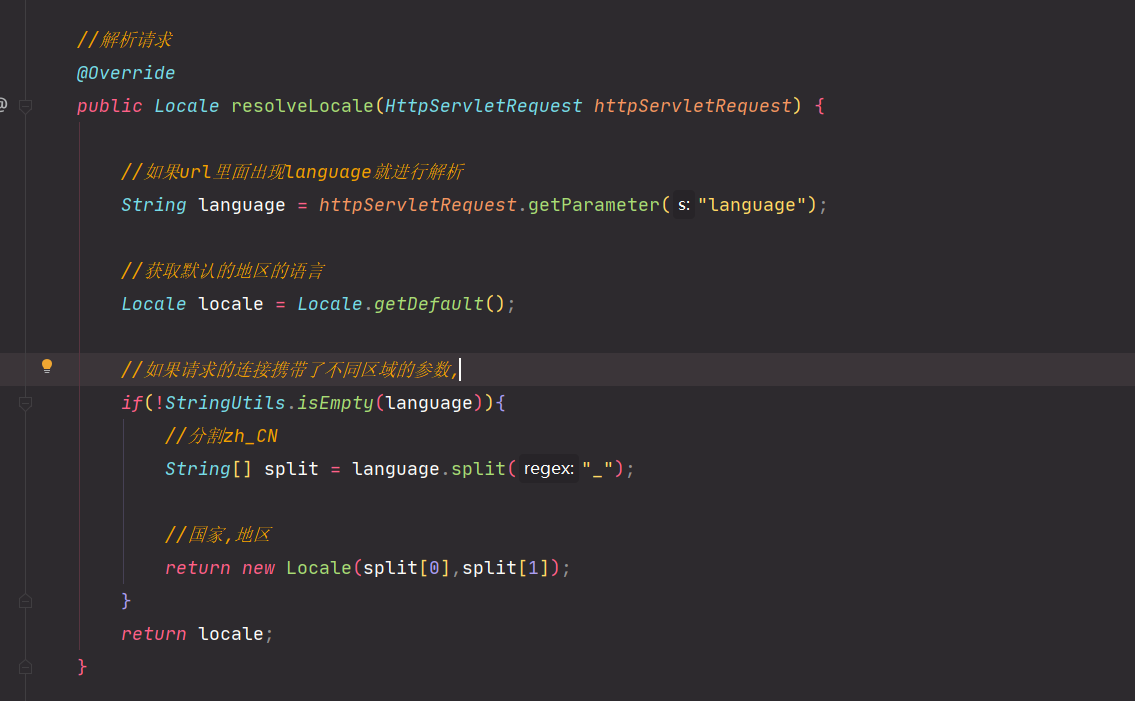 //解析请求
@Override
public Locale resolveLocale(HttpServletRequest httpServletRequest) {
//如果url里面出现language就进行解析
String language = httpServletRequest.getParameter( s: "language");
//获取默认的地区的语言
Locale locale = Locale.getDefault();
//如果请求的连接携带了不同区域的参数,
if(!StringUtils.isEmpty(language)){
//分割zh_CN
String[] split = language.split( regex: "_");
//国家,地区
return new Locale(split[0],split[1]);
}
return locale;
}